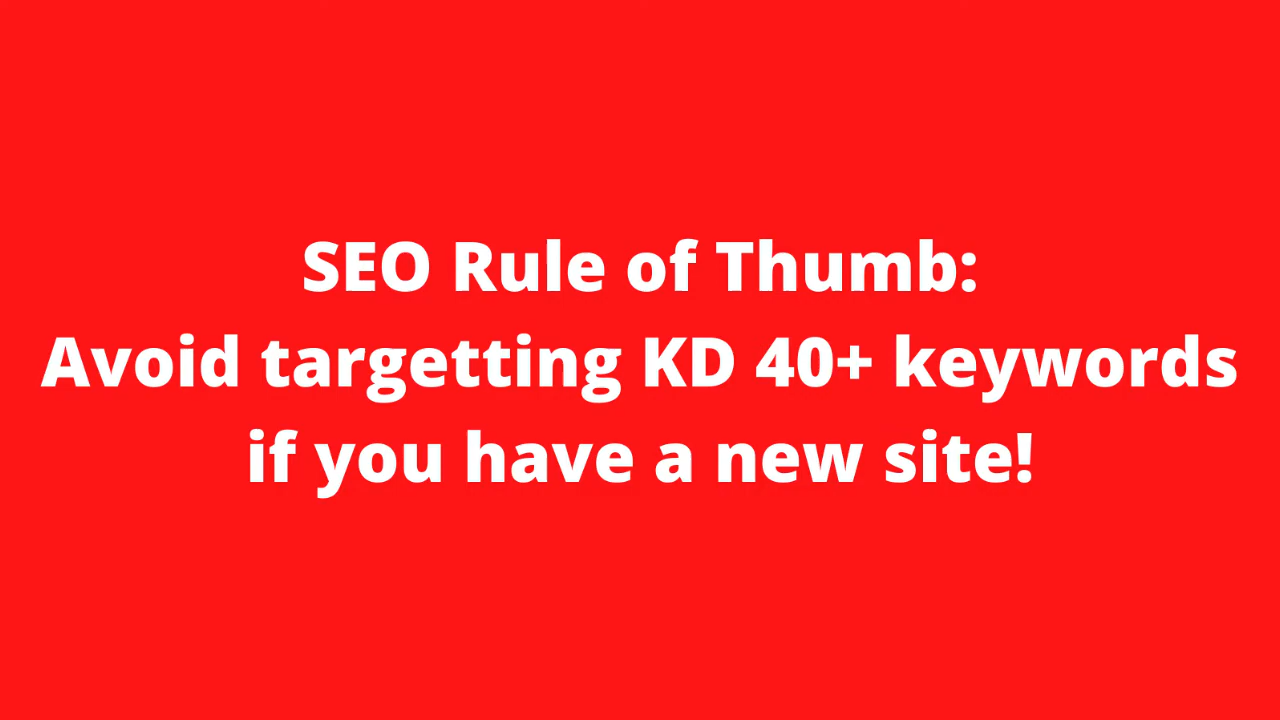 SEO Rule of Thumb:
Avoid targetting KD 40+ keywords
if you have a new site!